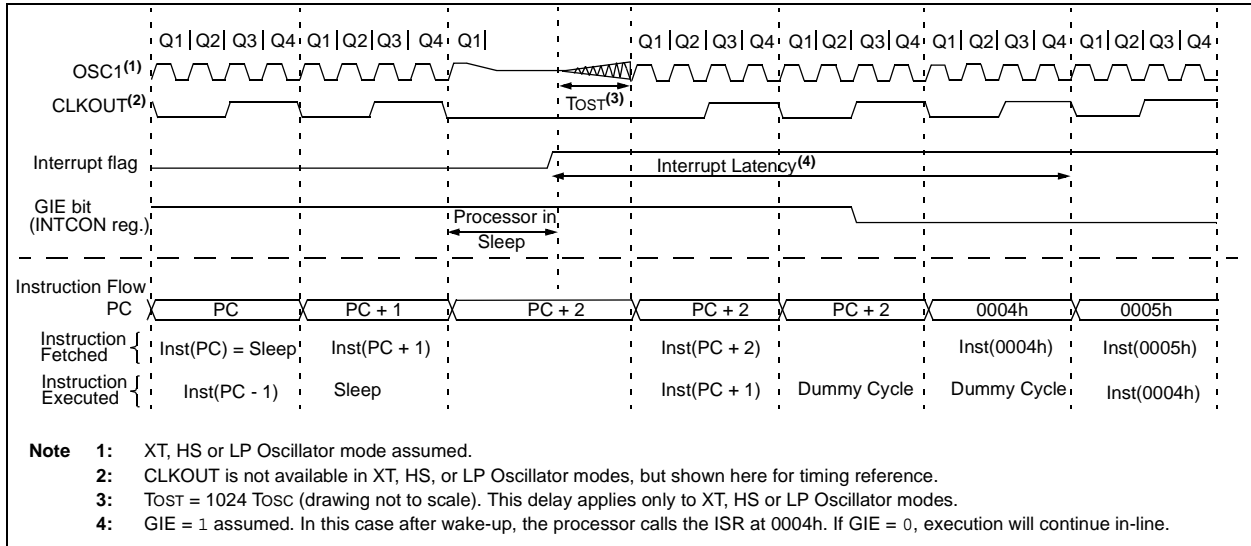 Q1 Q2 Q3 Q4 Q1 Q2 Q3 Q4 Q1 Q1 Q2 Q3 Q4 Q1 Q2 Q3 Q4 Q1 Q2 Q3 Q4 Q1 Q2 Q3 Q4
OSC1(1)
TOST(3)
CLKOUT(2)
Interrupt flag
Interrupt Latency(4)
GIE bit
(INTCON reg.)
Processor in
Sleep
Instruction Flow
PC PC PC + 1 PC + 2 PC + 2 PC + 2 0004h 0005h
Instruction
Fetched
Inst(PC) = Sleep Inst(PC + 1) Inst(PC + 2) Inst(0004h) Inst(0005h)
Instruction
Executed
Inst(PC - 1) Sleep Inst(PC + 1) Dummy Cycle Dummy Cycle Inst(0004h)
Note 1: XT, HS or LP Oscillator mode assumed.
2: CLKOUT is not available in XT, HS, or LP Oscillator modes, but shown here for timing reference.
3: TOST = 1024 TOSC (drawing not to scale). This delay applies only to XT, HS or LP Oscillator modes.
4: GIE = 1 assumed. In this case after wake-up, the processor calls the ISR at 0004h. If GIE = 0, execution will continue in-line.